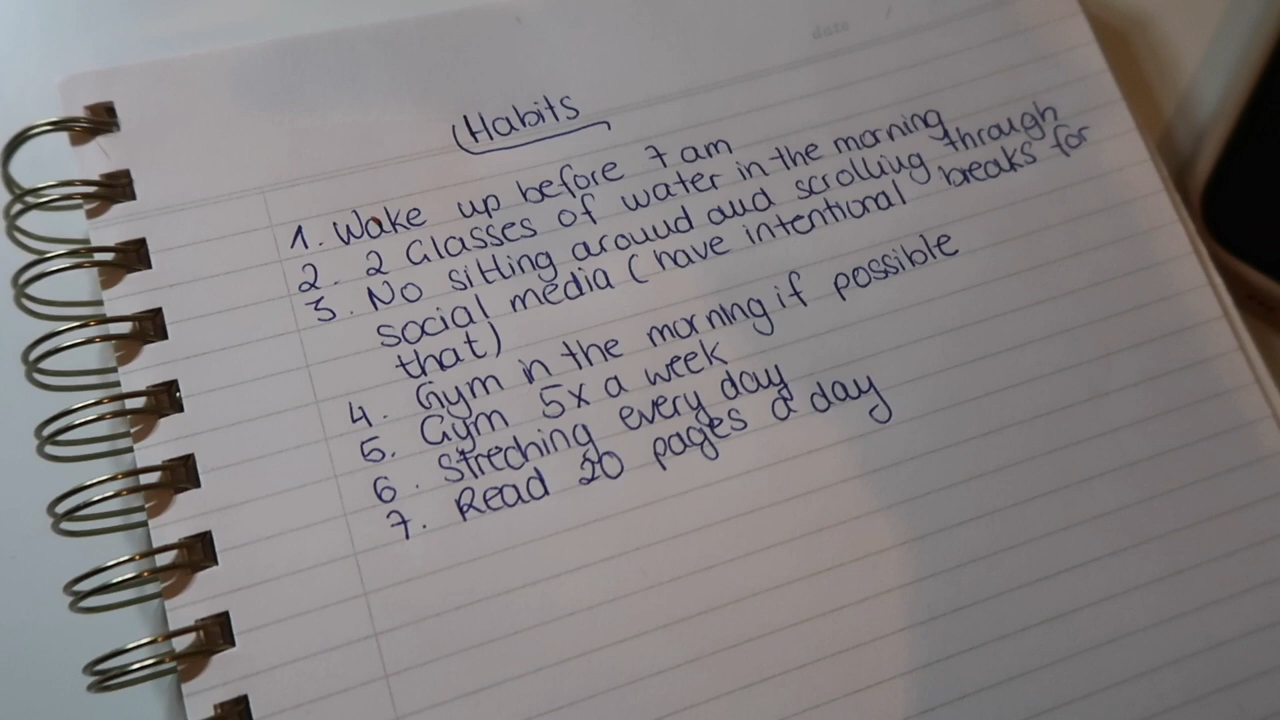 date /
Habits
1. Wake up before 7 am
2. 2 Glasses of water in the morning
3. No sitting around and scrolling through
social media (have intentional breaks for
that)
4. Gym in the morning if possible
5. Gym 5x a week
6. Streching every day
7. Read 20 pages a day